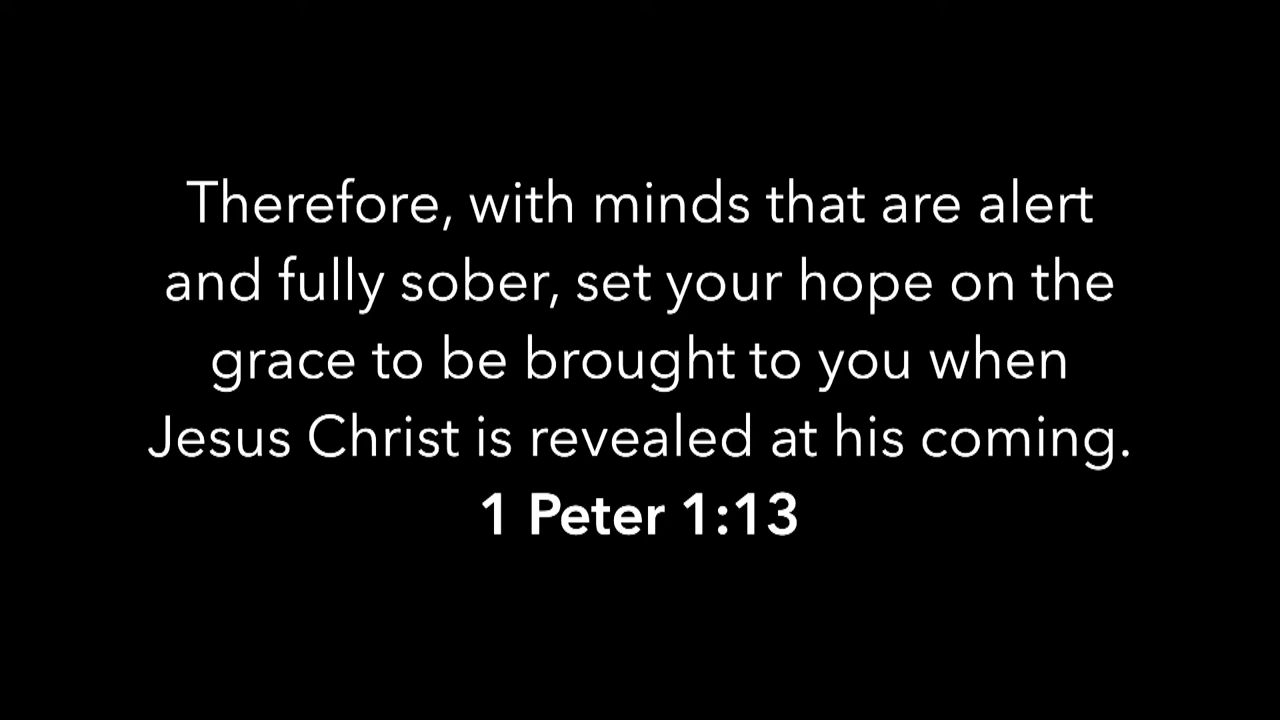 Therefore, with minds that are alert
and fully sober, set your hope on the
grace to be brought to you when
Jesus Christ is revealed at his coming.
1 Peter 1:13